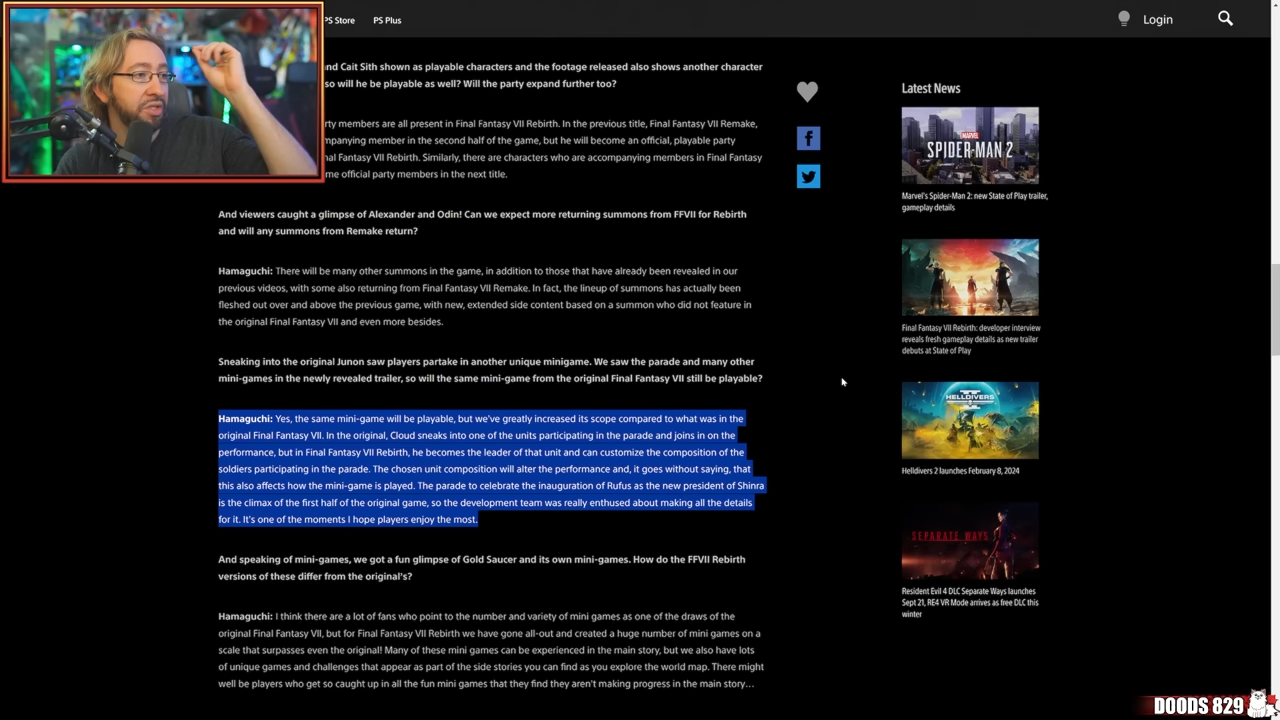 PS Store
PS Plus
Login
and Cait Sith shown as playable characters and the footage released also shows another character
so will he be playable as well? Will the party expand further too?
rty members are all present in Final Fantasy VII Rebirth. In the previous title, Final Fantasy VII Remake,
mpanying member in the second half of the game, but he will become an official, playable party
nal Fantasy VII Rebirth. Similarly, there are characters who are accompanying members in Final Fantasy
me official party members in the next title.
And viewers caught a glimpse of Alexander and Odin! Can we expect more returning summons from FFVII for Rebirth
and will any summons from Remake return?
Hamaguchi: There will be many other summons in the game, in addition to those that have already been revealed in our
previous videos, with some also returning from Final Fantasy VII Remake. In fact, the lineup of summons has actually been
fleshed out over and above the previous game, with new, extended side content based on a summon who did not feature in
the original Final Fantasy VII and even more besides.
Sneaking into the original Junon saw players partake in another unique minigame. We saw the parade and many other
mini-games in the newly revealed trailer, so will the same mini-game from the original Final Fantasy VII still be playable?
Hamaguchi: Yes, the same mini-game will be playable, but we've greatly increased its scope compared to what was in the
original Final Fantasy VII. In the original, Cloud sneaks into one of the units participating in the parade and joins in on the
performance, but in Final Fantasy VII Rebirth, he becomes the leader of that unit and can customize the composition of the
soldiers participating in the parade. The chosen unit composition will alter the performance and, it goes without saying, that
this also affects how the mini-game is played. The parade to celebrate the inauguration of Rufus as the new president of Shinra
is the climax of the first half of the original game, so the development team was really enthused about making all the details
for it. It's one of the moments I hope players enjoy the most.
And speaking of mini-games, we got a fun glimpse of Gold Saucer and its own mini-games. How do the FFVII Rebirth
versions of these differ from the original's?
Hamaguchi: I think there are a lot of fans who point to the number and variety of mini games as one of the draws of the
original Final Fantasy VII, but for Final Fantasy VII Rebirth we have gone all-out and created a huge number of mini games on a
scale that surpasses even the original! Many of these mini games can be experienced in the main story, but we also have lots
of unique games and challenges that appear as part of the side stories you can find as you explore the world map. There might
well be players who get so caught up in all the fun mini games that they find they aren't making progress in the main story…
Latest News
MARVEL
SPIDER-MAN 2
Marvel's Spider-Man 2: new State of Play trailer,
gameplay details
Final Fantasy VII Rebirth: developer interview
reveals fresh gameplay details as new trailer
debuts at State of Play
HELLDIVERS
II
Helldivers 2 launches February 8, 2024
SEPARATE WAYS
Resident Evil 4 DLC Separate Ways launches
Sept 21, RE4 VR Mode arrives as free DLC this
winter
DOODS 829